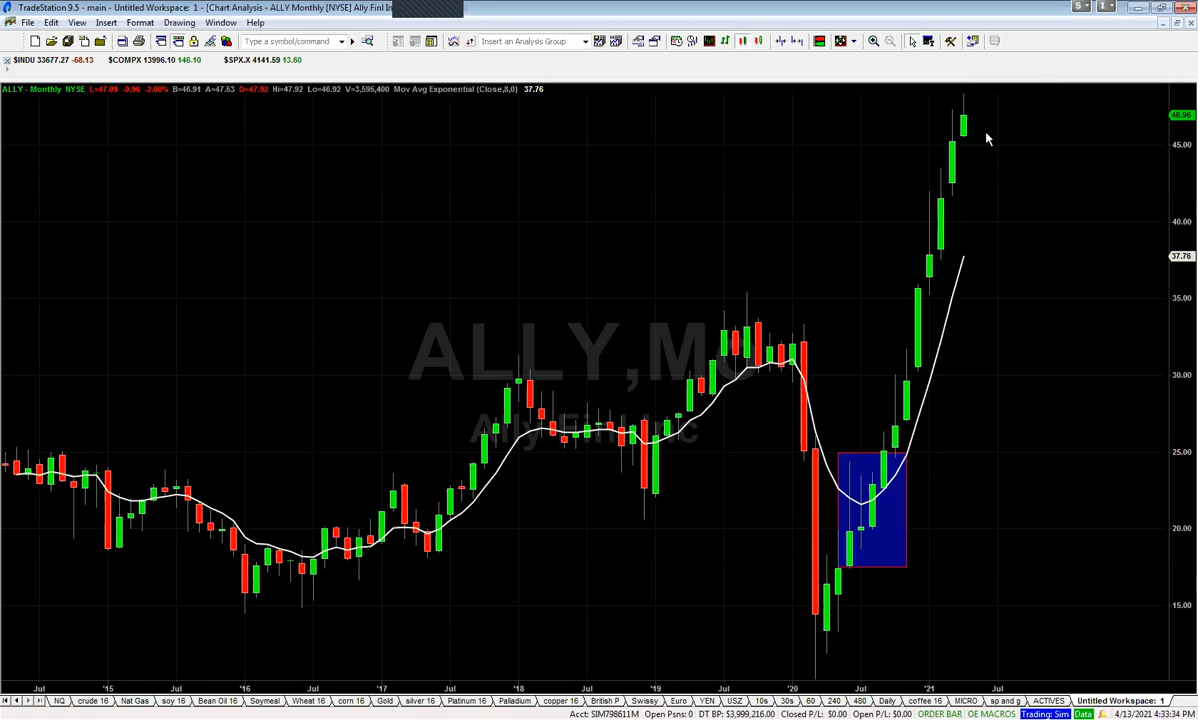 TradeStation 9.5 - main - Untitled Workspace: 1 - [Chart Analysis - ALLY Monthly [NYSE] Ally Finl In
S I
File Edit View Insert Format Drawing Window Help
Type a symbol/command Insert an Analysis Group
$INDU 33677.27 -68.13 $COMPX 13996.10 146.10 $SPX.X 4141.59 13.60
ALLY - Monthly NYSE L=47.09 -0.96 -2.00% B=46.91 A=47.53 O=47.92 Hi=47.92 Lo=46.92 V=3,595,400 Mov Avg Exponential (Close,8,0) 37.76
46.96
45.00
40.00
37.76
35.00
ALLY,Mo
30.00
Ally Fin Inc
25.00
20.00
15.00
Jul '15 Jul '16 Jul '17 Jul '18 Jul '19 Jul '20 Jul '21 Jul
NQ crude 16 Nat Gas soy 16 Bean Oil 16 Soymeal Wheat 16 corn 16 Gold silver 16 Platinum 16 Palladium copper 16 British P Swissy Euro YEN USZ 10s 30s 60 240 480 Daily coffee 16 MICRO sp and g ACTIVES Untitled Workspace: 1
Acct: SIM798611M Open Psns: 0 DT BP: $3,999,216.00 Closed P/L: $0.00 Open P/L: $0.00 ORDER BAR OE MACROS Trading: Sim Data 4/13/2021 4:33:34 PM